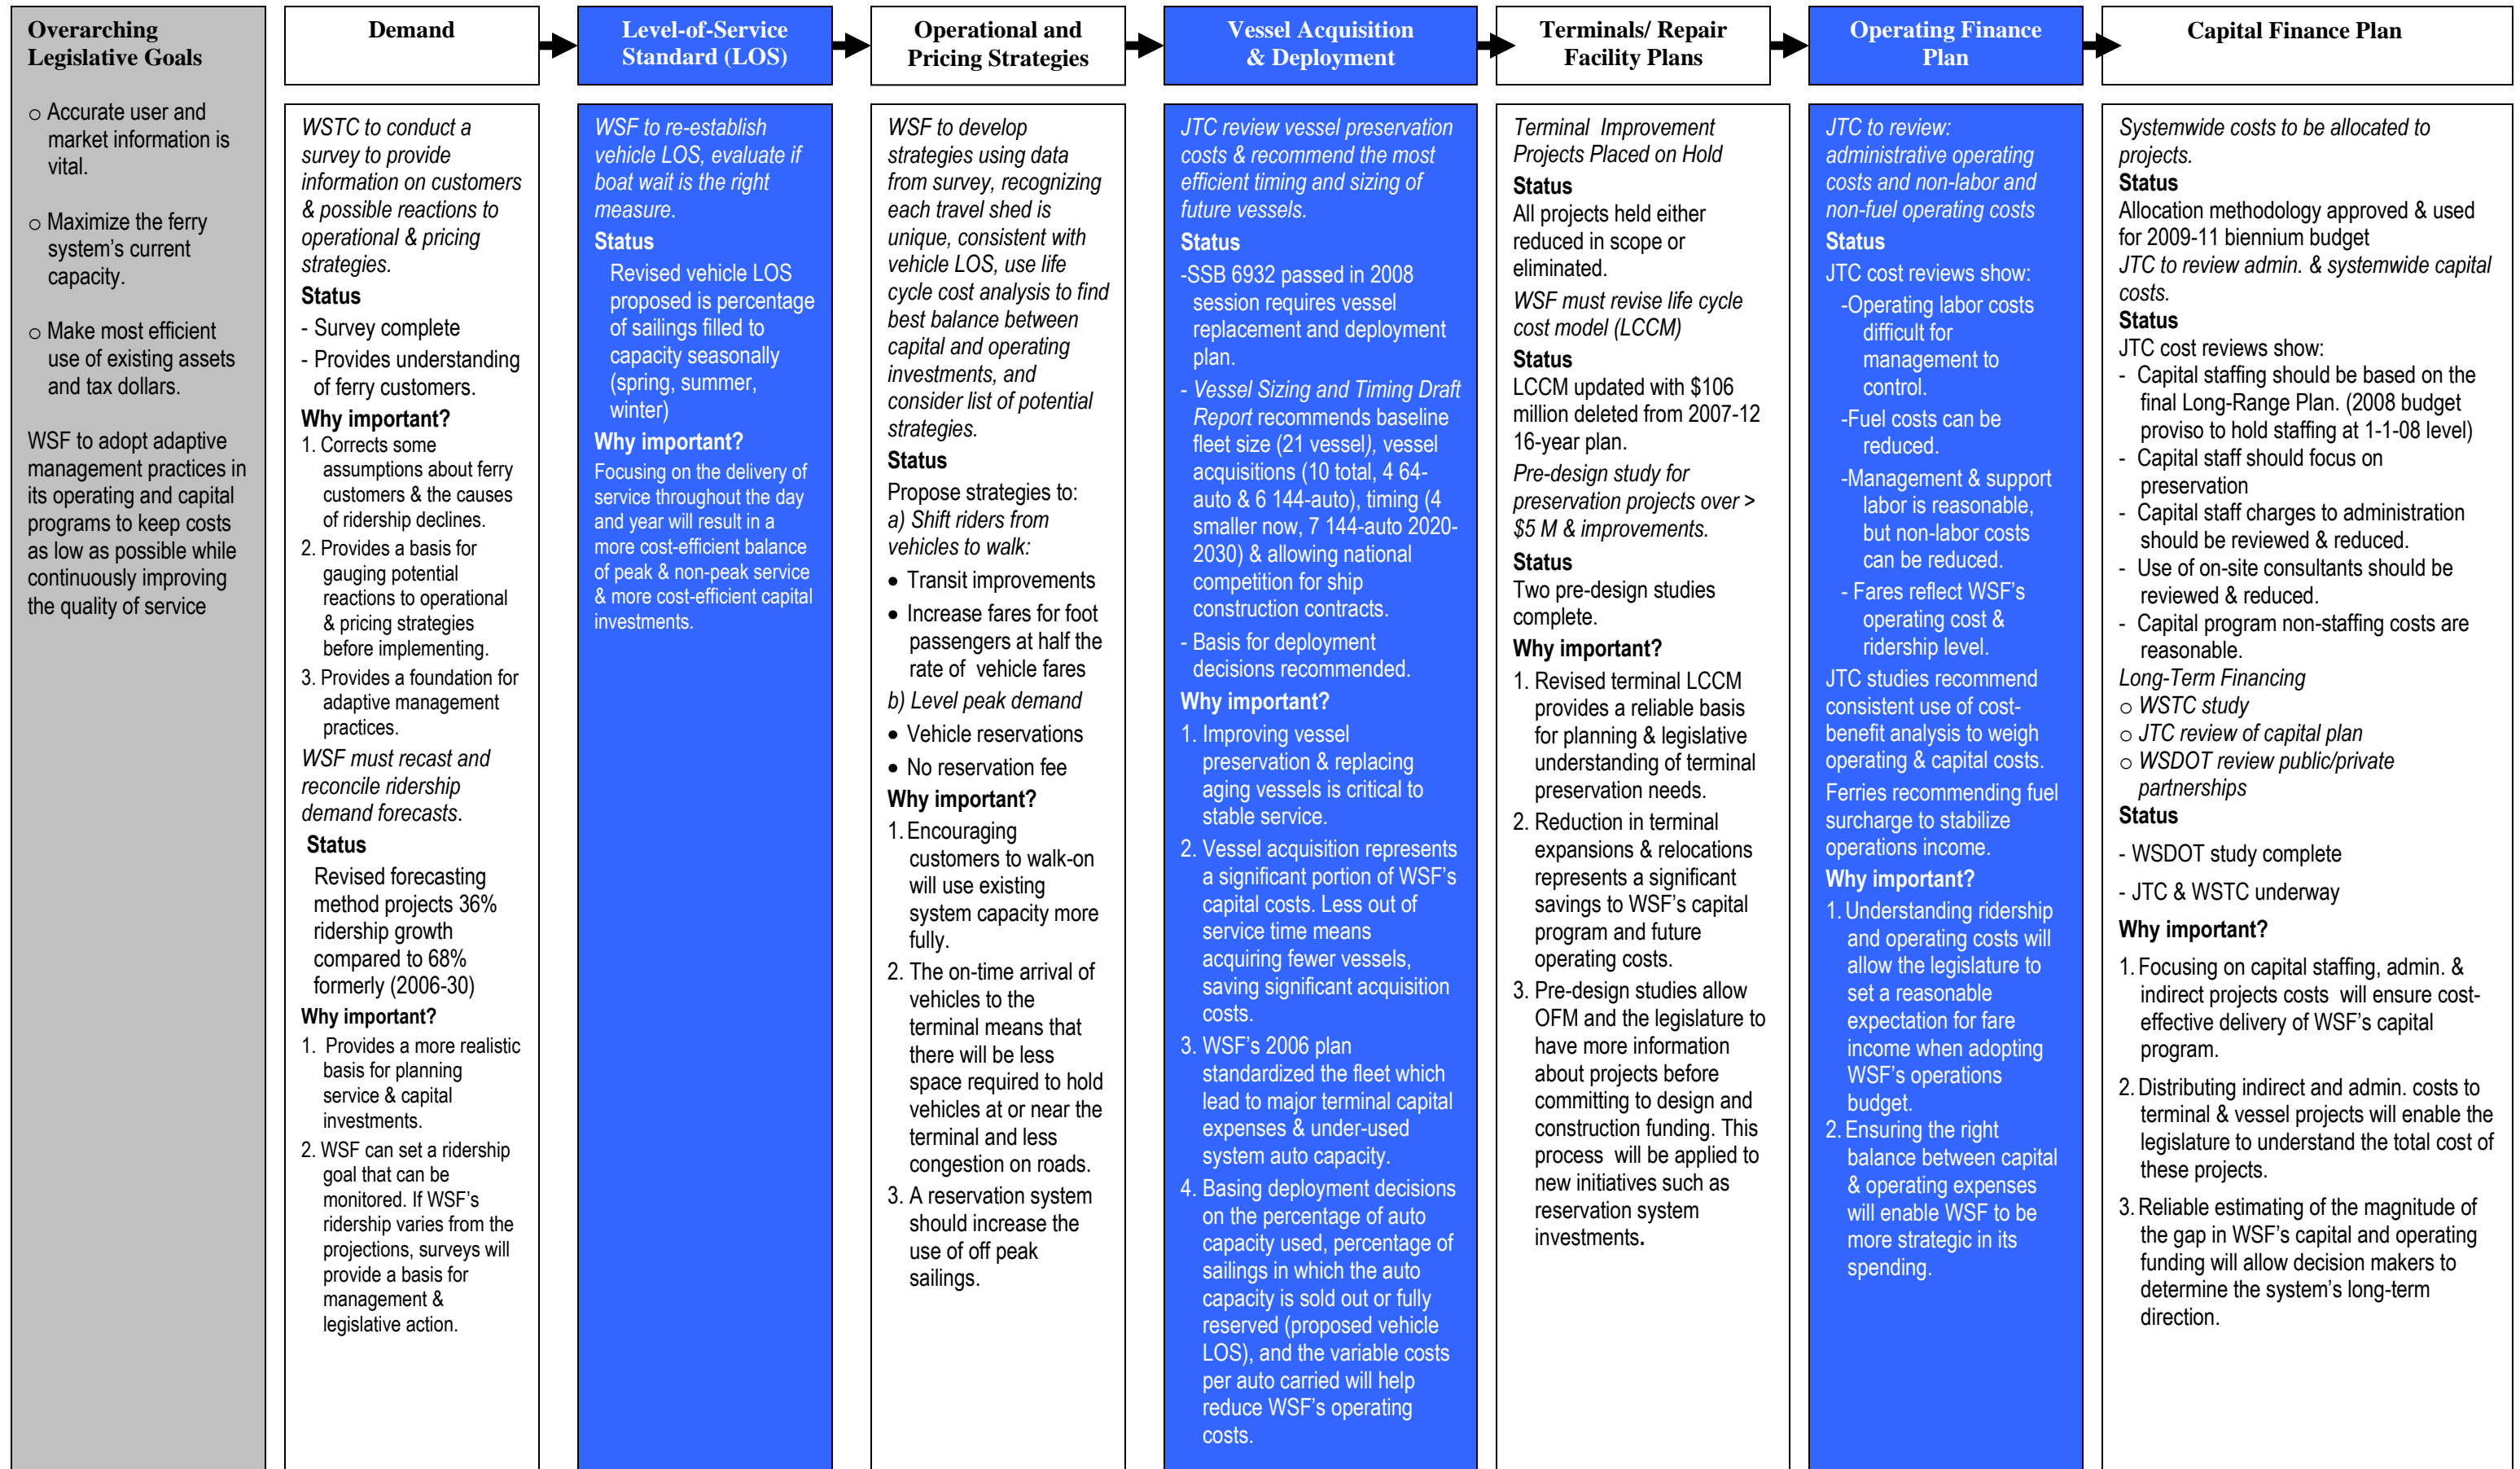 Overarching
Legislative Goals
o Accurate user and
market information is
vital.
o Maximize the ferry
system’s current
capacity.
o Make most efficient
use of existing assets
and tax dollars.
WSF to adopt adaptive
management practices in
its operating and capital
programs to keep costs
as low as possible while
continuously improving
the quality of service
Demand
WSTC to conduct a
survey to provide
information on customers
& possible reactions to
operational & pricing
strategies.
Status
- Survey complete
- Provides understanding
of ferry customers.
Why important?
1. Corrects some
assumptions about ferry
customers & the causes
of ridership declines.
2. Provides a basis for
gauging potential
reactions to operational
& pricing strategies
before implementing.
3. Provides a foundation for
adaptive management
practices.
WSF must recast and
reconcile ridership
demand forecasts.
Status
Revised forecasting
method projects 36%
ridership growth
compared to 68%
formerly (2006-30)
Why important?
1. Provides a more realistic
basis for planning
service & capital
investments.
2. WSF can set a ridership
goal that can be
monitored. If WSF’s
ridership varies from the
projections, surveys will
provide a basis for
management &
legislative action.
Level-of-Service
Standard (LOS)
WSF to re-establish
vehicle LOS, evaluate if
boat wait is the right
measure.
Status
Revised vehicle LOS
proposed is percentage
of sailings filled to
capacity seasonally
(spring, summer,
winter)
Why important?
Focusing on the delivery of
service throughout the day
and year will result in a
more cost-efficient balance
of peak & non-peak service
& more cost-efficient capital
investments.
Operational and
Pricing Strategies
WSF to develop
strategies using data
from survey, recognizing
each travel shed is
unique, consistent with
vehicle LOS, use life
cycle cost analysis to find
best balance between
capital and operating
investments, and
consider list of potential
strategies.
Status
Propose strategies to:
a) Shift riders from
vehicles to walk:
• Transit improvements
• Increase fares for foot
passengers at half the
rate of vehicle fares
b) Level peak demand
• Vehicle reservations
• No reservation fee
Why important?
1. Encouraging
customers to walk-on
will use existing
system capacity more
fully.
2. The on-time arrival of
vehicles to the
terminal means that
there will be less
space required to hold
vehicles at or near the
terminal and less
congestion on roads.
3. A reservation system
should increase the
use of off peak
sailings.
Vessel Acquisition
& Deployment
JTC review vessel preservation
costs & recommend the most
efficient timing and sizing of
future vessels.
Status
-SSB 6932 passed in 2008
session requires vessel
replacement and deployment
plan.
- Vessel Sizing and Timing Draft
Report recommends baseline
fleet size (21 vessel), vessel
acquisitions (10 total, 4 64-
auto & 6 144-auto), timing (4
smaller now, 7 144-auto 2020-
2030) & allowing national
competition for ship
construction contracts.
- Basis for deployment
decisions recommended.
Why important?
1. Improving vessel
preservation & replacing
aging vessels is critical to
stable service.
2. Vessel acquisition represents
a significant portion of WSF’s
capital costs. Less out of
service time means
acquiring fewer vessels,
saving significant acquisition
costs.
3. WSF’s 2006 plan
standardized the fleet which
lead to major terminal capital
expenses & under-used
system auto capacity.
4. Basing deployment decisions
on the percentage of auto
capacity used, percentage of
sailings in which the auto
capacity is sold out or fully
reserved (proposed vehicle
LOS), and the variable costs
per auto carried will help
reduce WSF’s operating
costs.
Terminals/ Repair
Facility Plans
Terminal Improvement
Projects Placed on Hold
Status
All projects held either
reduced in scope or
eliminated.
WSF must revise life cycle
cost model (LCCM)
Status
LCCM updated with $106
million deleted from 2007-12
16-year plan.
Pre-design study for
preservation projects over >
$5 M & improvements.
Status
Two pre-design studies
complete.
Why important?
1. Revised terminal LCCM
provides a reliable basis
for planning & legislative
understanding of terminal
preservation needs.
2. Reduction in terminal
expansions & relocations
represents a significant
savings to WSF’s capital
program and future
operating costs.
3. Pre-design studies allow
OFM and the legislature to
have more information
about projects before
committing to design and
construction funding. This
process will be applied to
new initiatives such as
reservation system
investments.
Operating Finance
Plan
JTC to review:
administrative operating
costs and non-labor and
non-fuel operating costs
Status
JTC cost reviews show:
-Operating labor costs
difficult for
management to
control.
-Fuel costs can be
reduced.
-Management & support
labor is reasonable,
but non-labor costs
can be reduced.
- Fares reflect WSF’s
operating cost &
ridership level.
JTC studies recommend
consistent use of cost-
benefit analysis to weigh
operating & capital costs.
Ferries recommending fuel
surcharge to stabilize
operations income.
Why important?
1. Understanding ridership
and operating costs will
allow the legislature to
set a reasonable
expectation for fare
income when adopting
WSF’s operations
budget.
2. Ensuring the right
balance between capital
& operating expenses
will enable WSF to be
more strategic in its
spending.
Capital Finance Plan
Systemwide costs to be allocated to
projects.
Status
Allocation methodology approved & used
for 2009-11 biennium budget
JTC to review admin. & systemwide capital
costs.
Status
JTC cost reviews show:
- Capital staffing should be based on the
final Long-Range Plan. (2008 budget
proviso to hold staffing at 1-1-08 level)
- Capital staff should focus on
preservation
- Capital staff charges to administration
should be reviewed & reduced.
- Use of on-site consultants should be
reviewed & reduced.
- Capital program non-staffing costs are
reasonable.
Long-Term Financing
o WSTC study
o JTC review of capital plan
o WSDOT review public/private
partnerships
Status
- WSDOT study complete
- JTC & WSTC underway
Why important?
1. Focusing on capital staffing, admin. &
indirect projects costs will ensure cost-
effective delivery of WSF’s capital
program.
2. Distributing indirect and admin. costs to
terminal & vessel projects will enable the
legislature to understand the total cost of
these projects.
3. Reliable estimating of the magnitude of
the gap in WSF’s capital and operating
funding will allow decision makers to
determine the system’s long-term
direction.